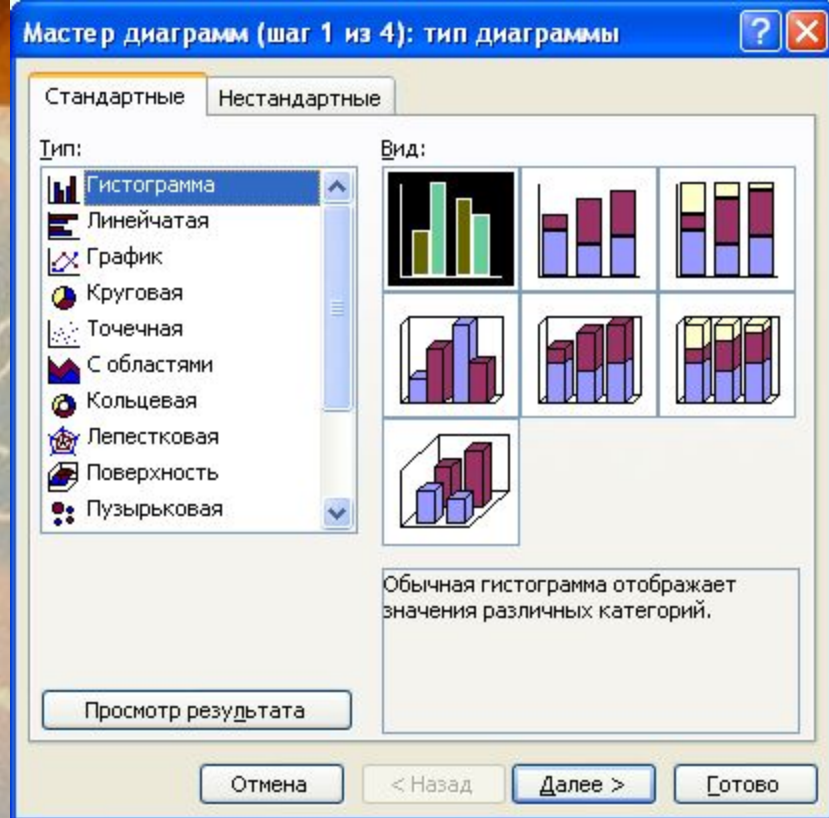 Мастер диаграмм (шаг 1 из 4): тип диаграммы
Стандартные
Нестандартные
Тип:
Гистограмма
Линейчатая
График
Круговая
Точечная
С областями
Кольцевая
Лепестковая
Поверхность
Пузырьковая
Вид:
Обычная гистограмма отображает
значения различных категорий.
Просмотр результата
Отмена
< Назад
Далее >
Готово